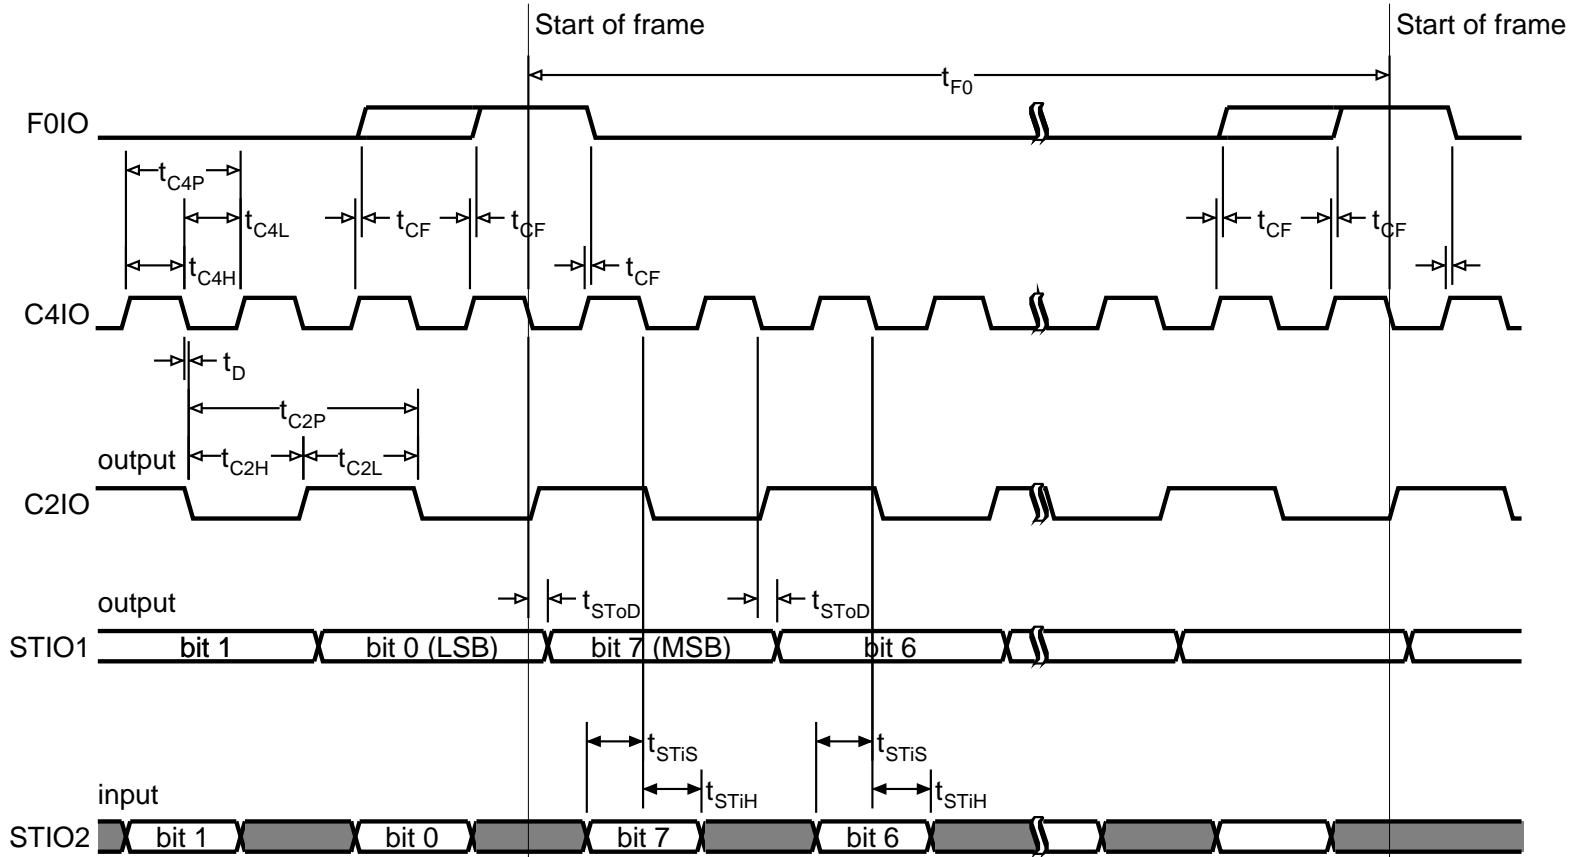 Start of frame
Start of frame
tF0
F0IO
tC4P
tC4L
tCF
tCF
tCF
tCF
tC4H
tCF
C4IO
tD
tC2P
output
tC2H
tC2L
C2IO
output
tSToD
tSToD
STIO1
bit 1
bit 0 (LSB)
bit 7 (MSB)
bit 6
tSTiS
tSTiS
input
tSTiH
tSTiH
STIO2
bit 1
bit 0
bit 7
bit 6